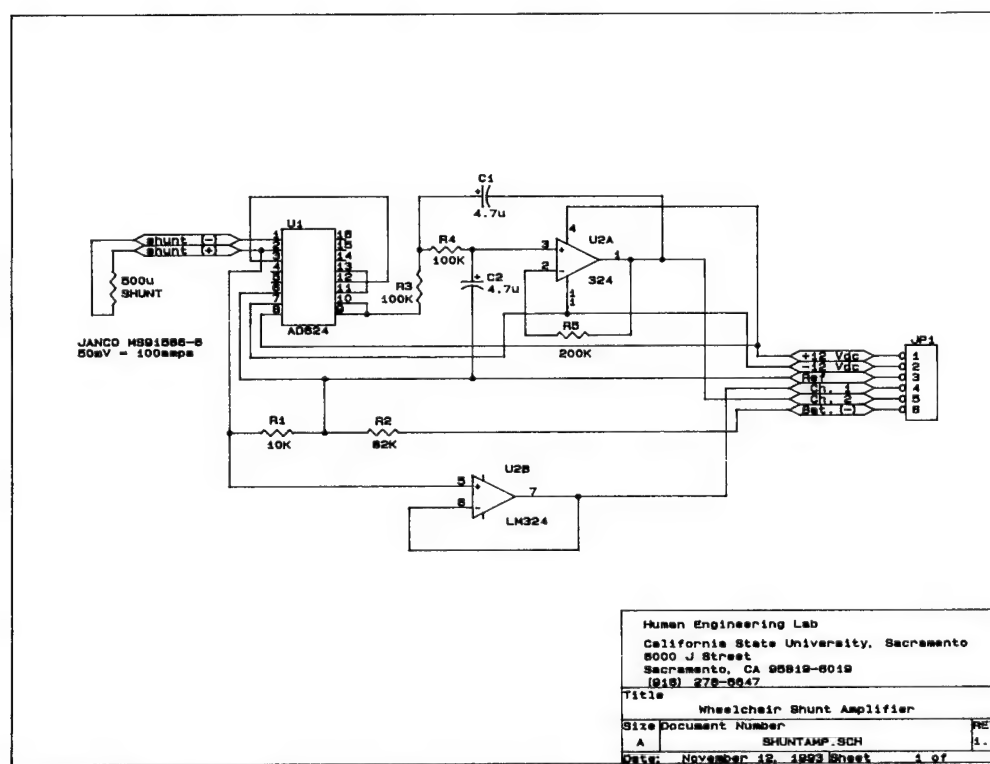 C1
4.7u
U1
shunt (-)
shunt (+)
1
2
3
4
5
6
7
8
16
15
14
13
12
11
10
9
500u
SHUNT
JANCO MS91586-5
50mV = 100amps
AD624
R4
100K
R3
100K
C2
4.7u
3
2
4
1
11
U2A
324
R5
200K
JP1
+12 Vdc 1
-12 Vdc 2
Ref 3
Ch. 1 4
Ch. 2 5
Bat. (-) 6
R1
10K
R2
82K
U2B
5
6
7
LM324
Human Engineering Lab
California State University, Sacramento
6000 J Street
Sacramento, CA 95819-6019
(916) 278-6647
Title
Wheelchair Shunt Amplifier
Size Document Number
A SHUNTAMP.SCH
1.
Date: November 12, 1993 Sheet 1 of